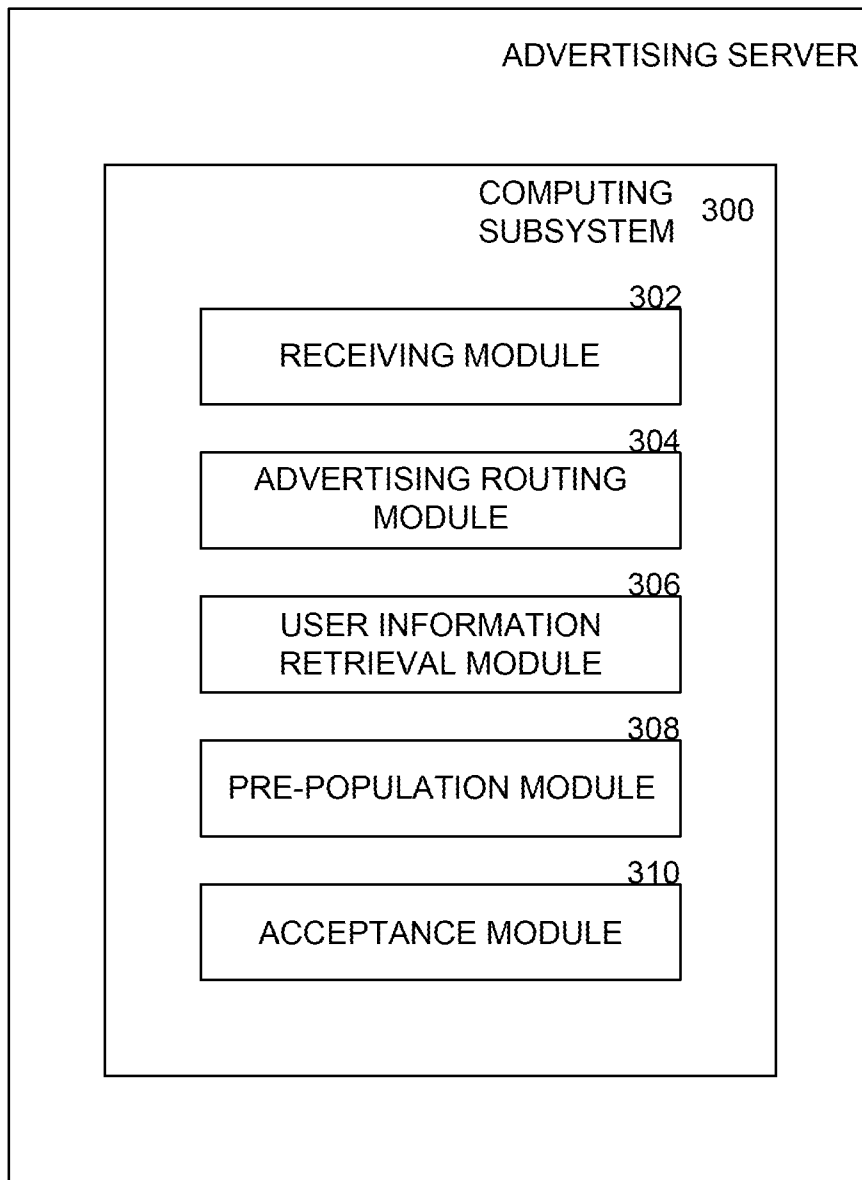 ADVERTISING SERVER
COMPUTING
SUBSYSTEM 300
302
RECEIVING MODULE
304
ADVERTISING ROUTING
MODULE
306
USER INFORMATION
RETRIEVAL MODULE
308
PRE-POPULATION MODULE
310
ACCEPTANCE MODULE